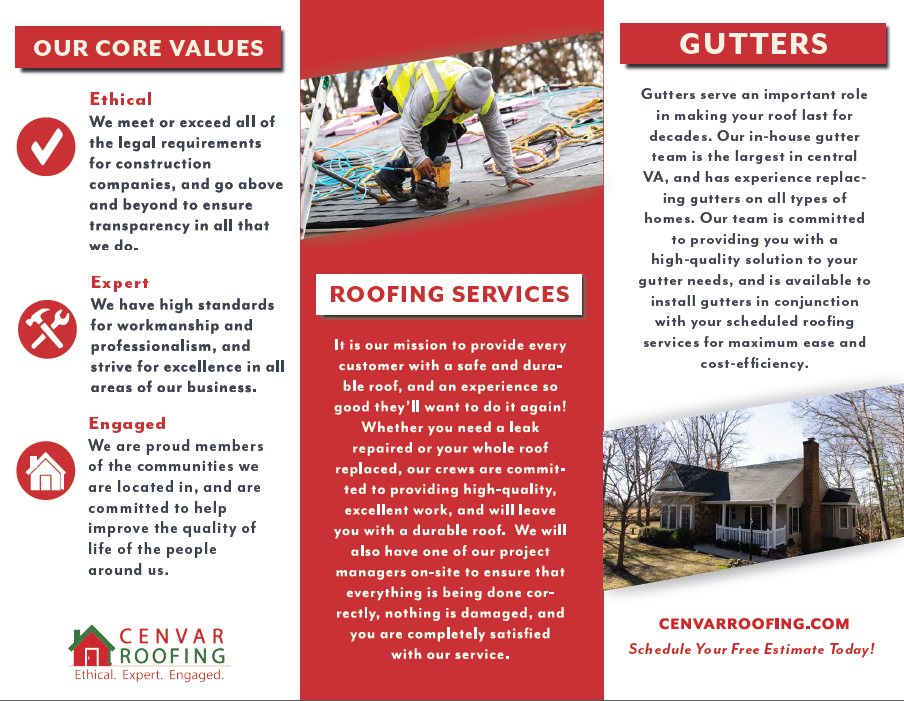 OUR CORE VALUES
Ethical
We meet or exceed all of
the legal requirements
for construction
companies, and go above
and beyond to ensure
transparency in all that
we do.
Expert
We have high standards
for workmanship and
professionalism, and
strive for excellence in all
areas of our business.
Engaged
We are proud members
of the communities we
are located in, and are
committed to help
improve the quality of
life of the people
around us.
CENVAR
ROOFING
Ethical. Expert. Engaged.
ROOFING SERVICES
It is our mission to provide every
customer with a safe and dura-
ble roof, and an experience so
good they'll want to do it again!
Whether you need a leak
repaired or your whole roof
replaced, our crews are commit-
ted to providing high-quality,
excellent work, and will leave
you with a durable roof. We will
also have one of our project
managers on-site to ensure that
everything is being done cor-
rectly, nothing is damaged, and
you are completely satisfied
with our service.
GUTTERS
Gutters serve an important role
in making your roof last for
decades. Our in-house gutter
team is the largest in central
VA, and has experience replac-
ing gutters on all types of
homes. Our team is committed
to providing you with a
high-quality solution to your
gutter needs, and is available to
install gutters in conjunction
with your scheduled roofing
services for maximum ease and
cost-efficiency.
CENVARROOFING.COM
Schedule Your Free Estimate Today!